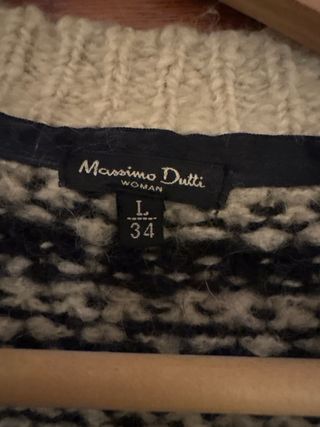 Massimo Dutti
WOMAN
L
34